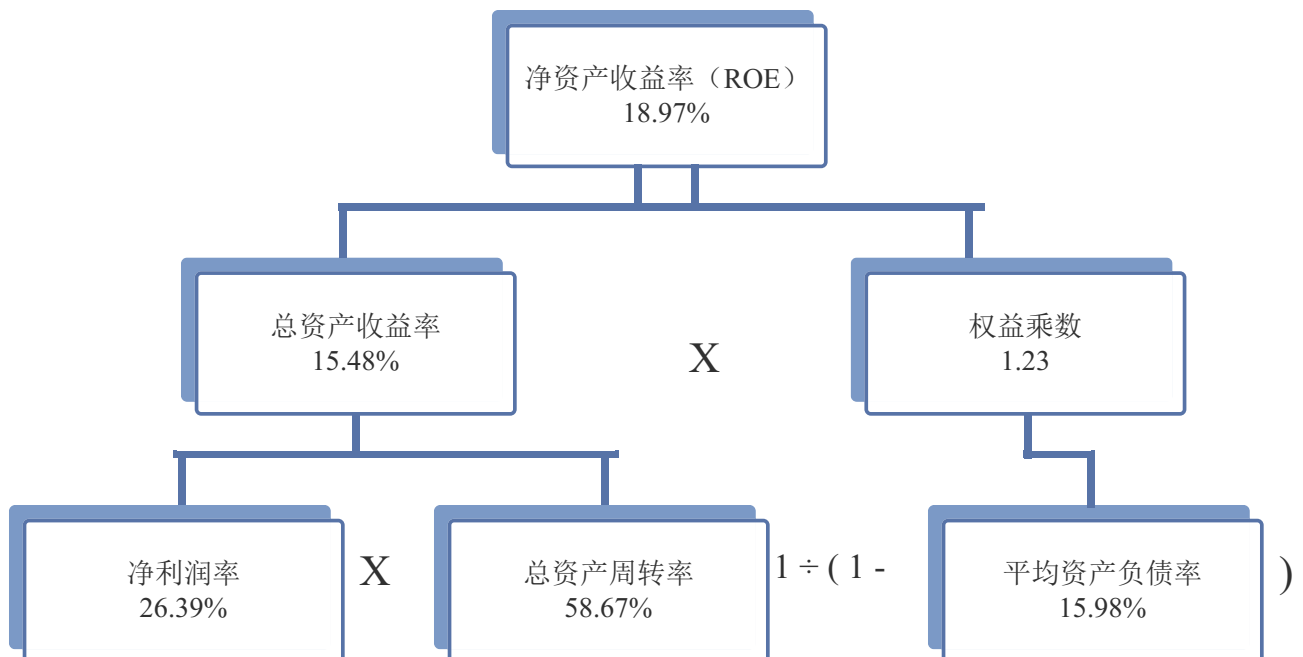 净资产收益率（ROE）
18.97%
总资产收益率
15.48%
X
权益乘数
1.23
净利润率
26.39%
X
总资产周转率
58.67%
1 ÷ ( 1 -
平均资产负债率
15.98%
)